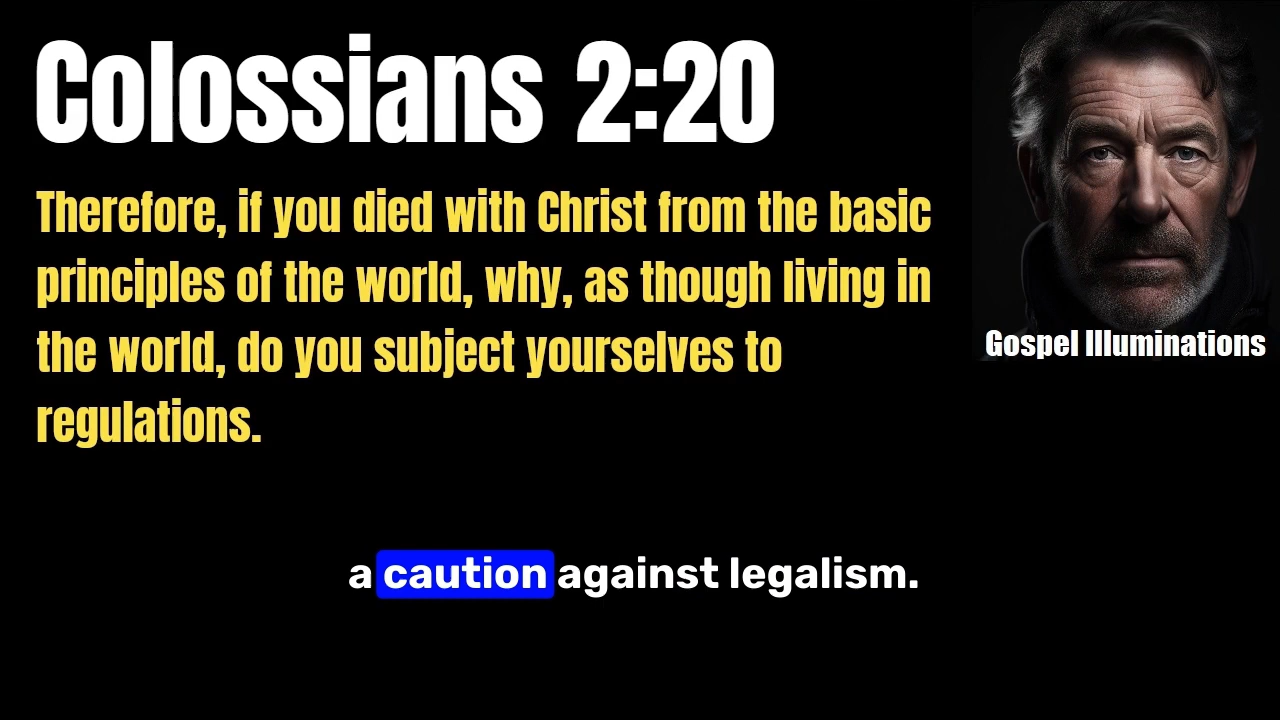 Colossians 2:20
Therefore, if you died with Christ from the basic
principles of the world, why, as though living in
the world, do you subject yourselves to
regulations.
Gospel Illuminations
a caution against legalism.